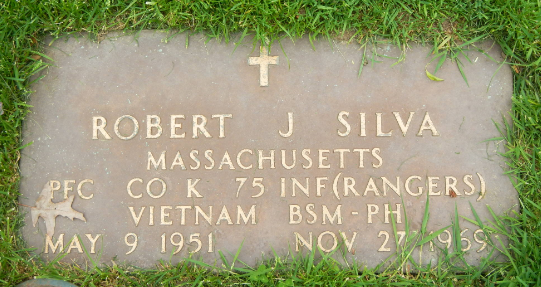 ROBERT J SILVA
MASSACHUSETTS
PFC CO K 75 INF (RANGERS)
VIETNAM BSM-PH
MAY 9 1951 NOV 27 1969